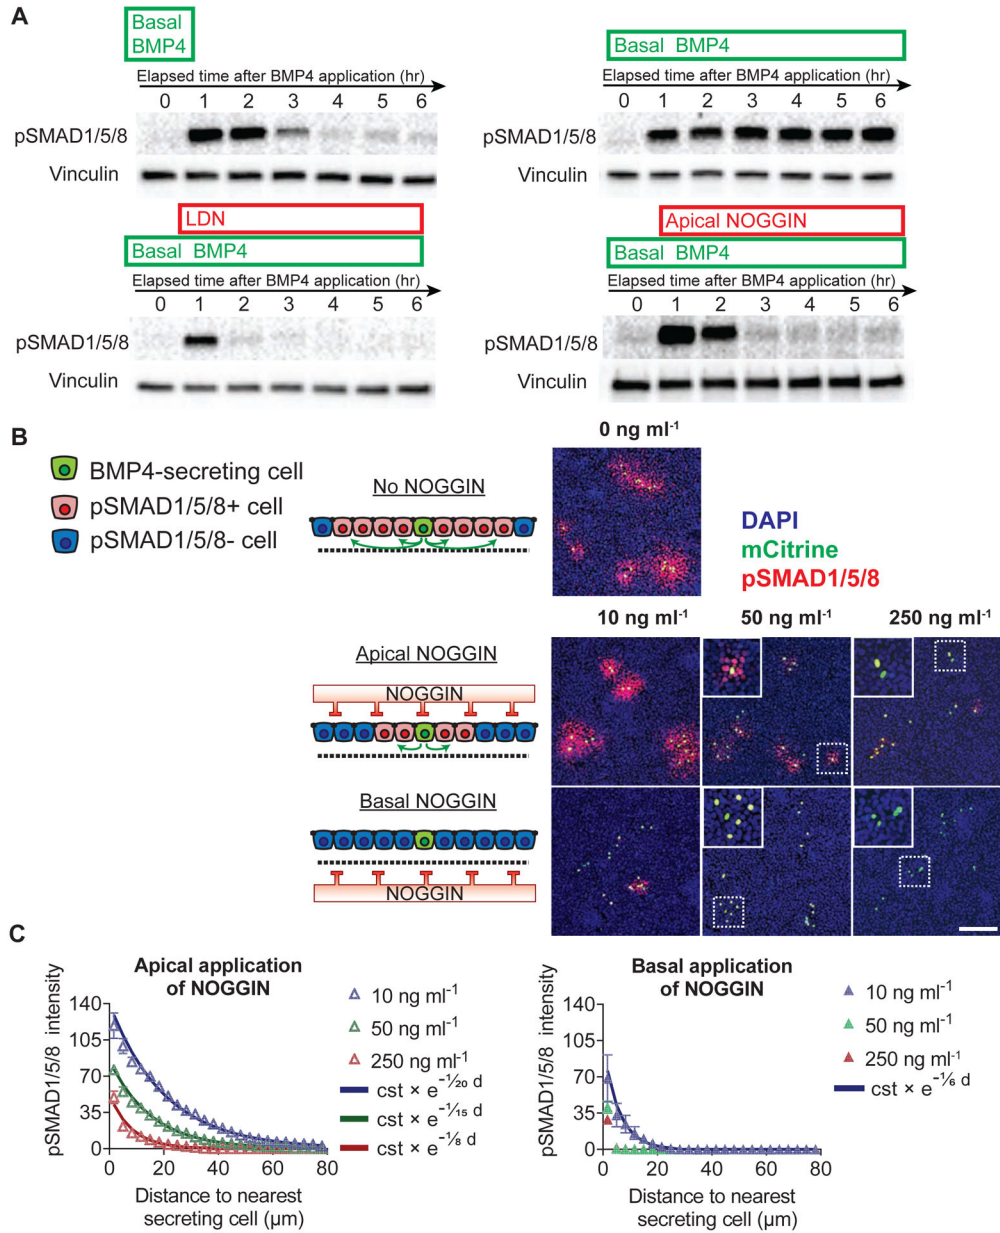 A
Basal
BMP4
Elapsed time after BMP4 application (hr)
0 1 2 3 4 5 6
pSMAD1/5/8
Vinculin
Basal BMP4
Elapsed time after BMP4 application (hr)
0 1 2 3 4 5 6
pSMAD1/5/8
Vinculin
LDN
Basal BMP4
Elapsed time after BMP4 application (hr)
0 1 2 3 4 5 6
pSMAD1/5/8
Vinculin
Apical NOGGIN
Basal BMP4
Elapsed time after BMP4 application (hr)
0 1 2 3 4 5 6
pSMAD1/5/8
Vinculin
B
BMP4-secreting cell
pSMAD1/5/8+ cell
pSMAD1/5/8- cell
No NOGGIN
0 ng ml⁻¹
DAPI
mCitrine
pSMAD1/5/8
10 ng ml⁻¹
50 ng ml⁻¹
250 ng ml⁻¹
Apical NOGGIN
NOGGIN
Basal NOGGIN
NOGGIN
C
Apical application
of NOGGIN
pSMAD1/5/8 intensity
140
105
70
35
0
0 20 40 60 80
Distance to nearest
secreting cell (μm)
10 ng ml⁻¹
50 ng ml⁻¹
250 ng ml⁻¹
cst × e⁻¹⁄²⁰ ᵈ
cst × e⁻¹⁄¹⁵ ᵈ
cst × e⁻¹⁄⁸ ᵈ
Basal application
of NOGGIN
pSMAD1/5/8 intensity
140
105
70
35
0
0 20 40 60 80
Distance to nearest
secreting cell (μm)
10 ng ml⁻¹
50 ng ml⁻¹
250 ng ml⁻¹
cst × e⁻¹⁄⁶ ᵈ